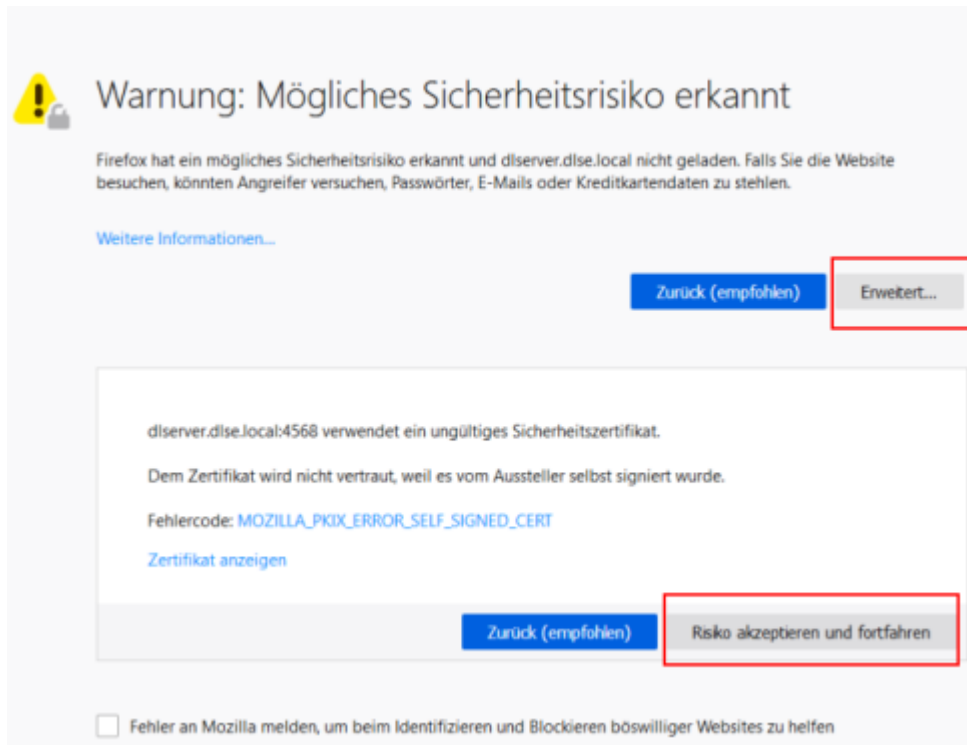 Warnung: Mögliches Sicherheitsrisiko erkannt
Firefox hat ein mögliches Sicherheitsrisiko erkannt und dlserver.dlse.local nicht geladen. Falls Sie die Website
besuchen, könnten Angreifer versuchen, Passwörter, E-Mails oder Kreditkartendaten zu stehlen.
Weitere Informationen...
Zurück (empfohlen) Erweitert...
dlserver.dlse.local:4568 verwendet ein ungültiges Sicherheitszertifikat.
Dem Zertifikat wird nicht vertraut, weil es vom Aussteller selbst signiert wurde.
Fehlercode: MOZILLA_PKIX_ERROR_SELF_SIGNED_CERT
Zertifikat anzeigen
Zurück (empfohlen) Risiko akzeptieren und fortfahren
Fehler an Mozilla melden, um beim Identifizieren und Blockieren böswilliger Websites zu helfen